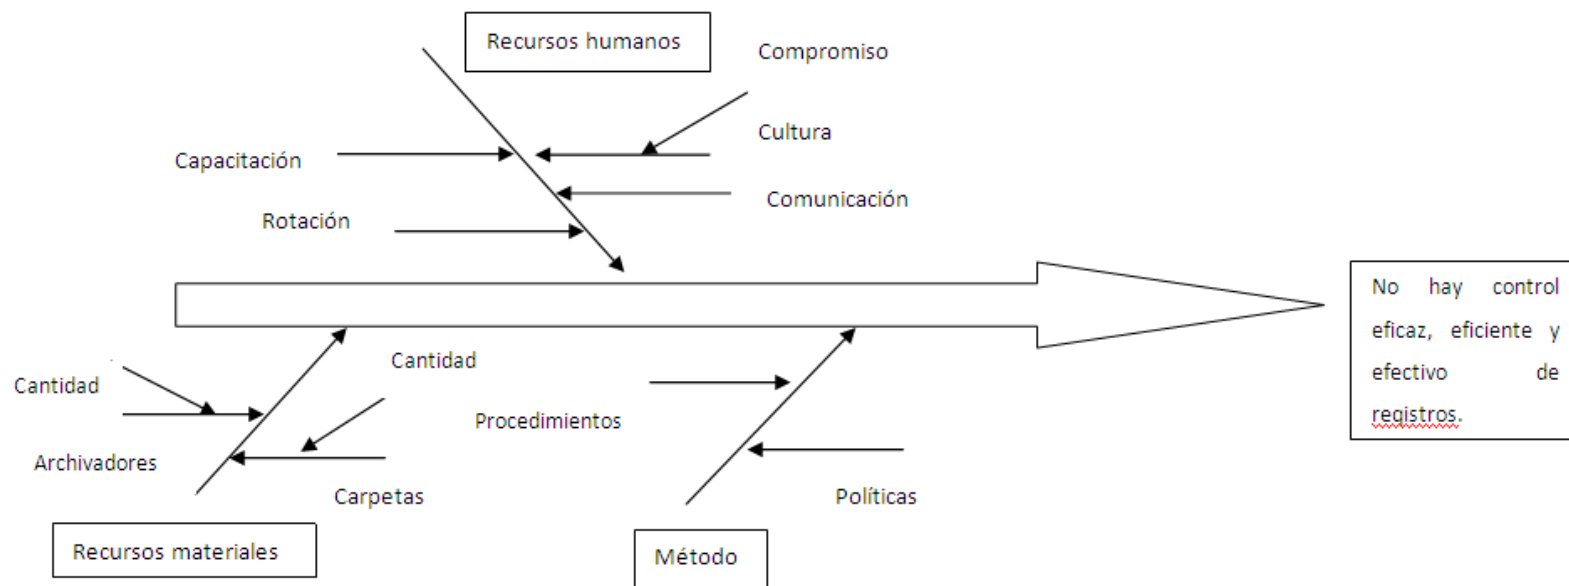 Recursos humanos
Compromiso
Cultura
Capacitación
Comunicación
Rotación
No hay control
eficaz, eficiente y
efectivo de
registros.
Cantidad
Cantidad
Procedimientos
Archivadores
Carpetas
Políticas
Recursos materiales
Método